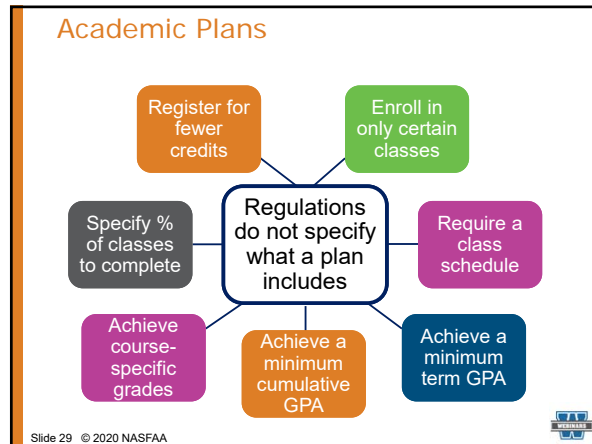 Academic Plans
Register for
fewer
credits
Enroll in
only certain
classes
Specify %
of classes
to complete
Regulations
do not specify
what a plan
includes
Require a
class
schedule
Achieve
course-
specific
grades
Achieve a
minimum
cumulative
GPA
Achieve a
minimum
term GPA
Slide 29 © 2020 NASFAA
WEBINARS